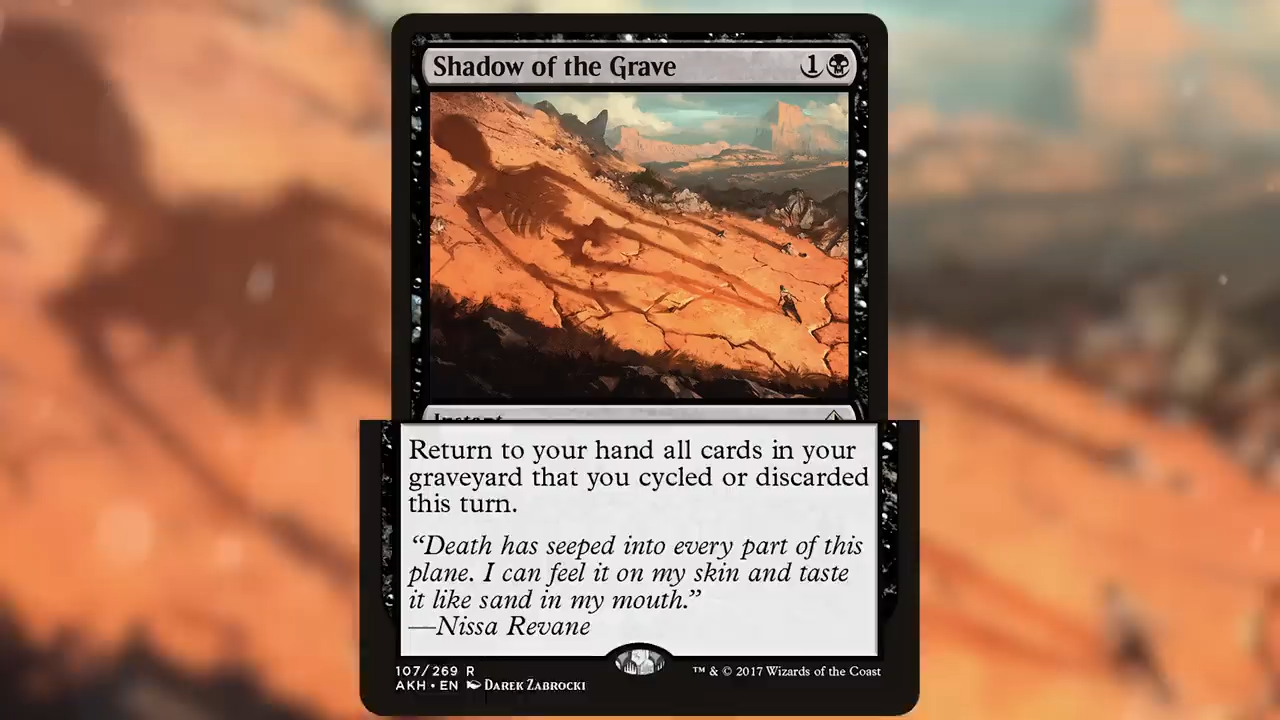 Shadow of the Grave 1
Instant
Return to your hand all cards in your
graveyard that you cycled or discarded
this turn.
“Death has seeped into every part of this
plane. I can feel it on my skin and taste
it like sand in my mouth.”
—Nissa Revane
107/269 R
AKH • EN Darek Zabrocki
™ & © 2017 Wizards of the Coast